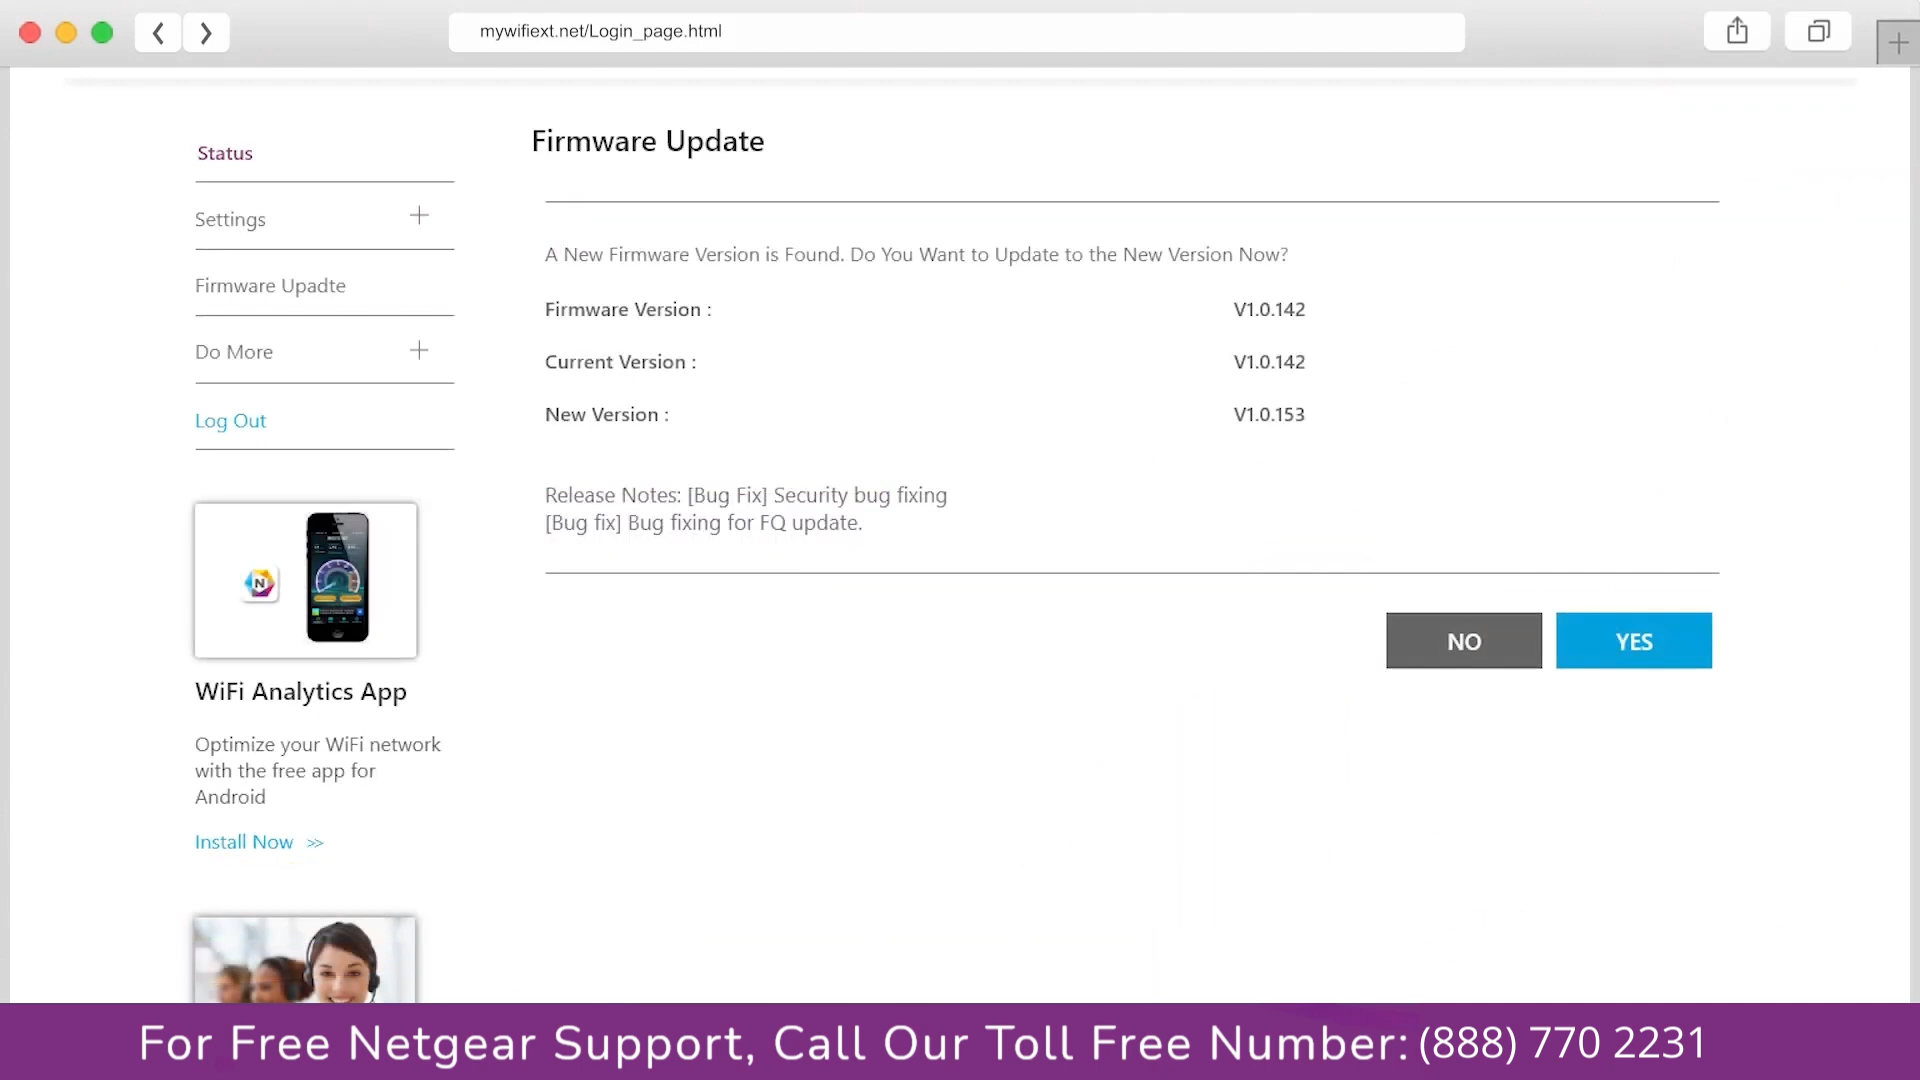 mywifiext.net/Login_page.html
Status
Settings
Firmware Upadte
Do More
Log Out
WiFi Analytics App
Optimize your WiFi network
with the free app for
Android
Install Now >>
Firmware Update
A New Firmware Version is Found. Do You Want to Update to the New Version Now?
Firmware Version : V1.0.142
Current Version : V1.0.142
New Version : V1.0.153
Release Notes: [Bug Fix] Security bug fixing
[Bug fix] Bug fixing for FQ update.
NO YES
For Free Netgear Support, Call Our Toll Free Number: (888) 770 2231